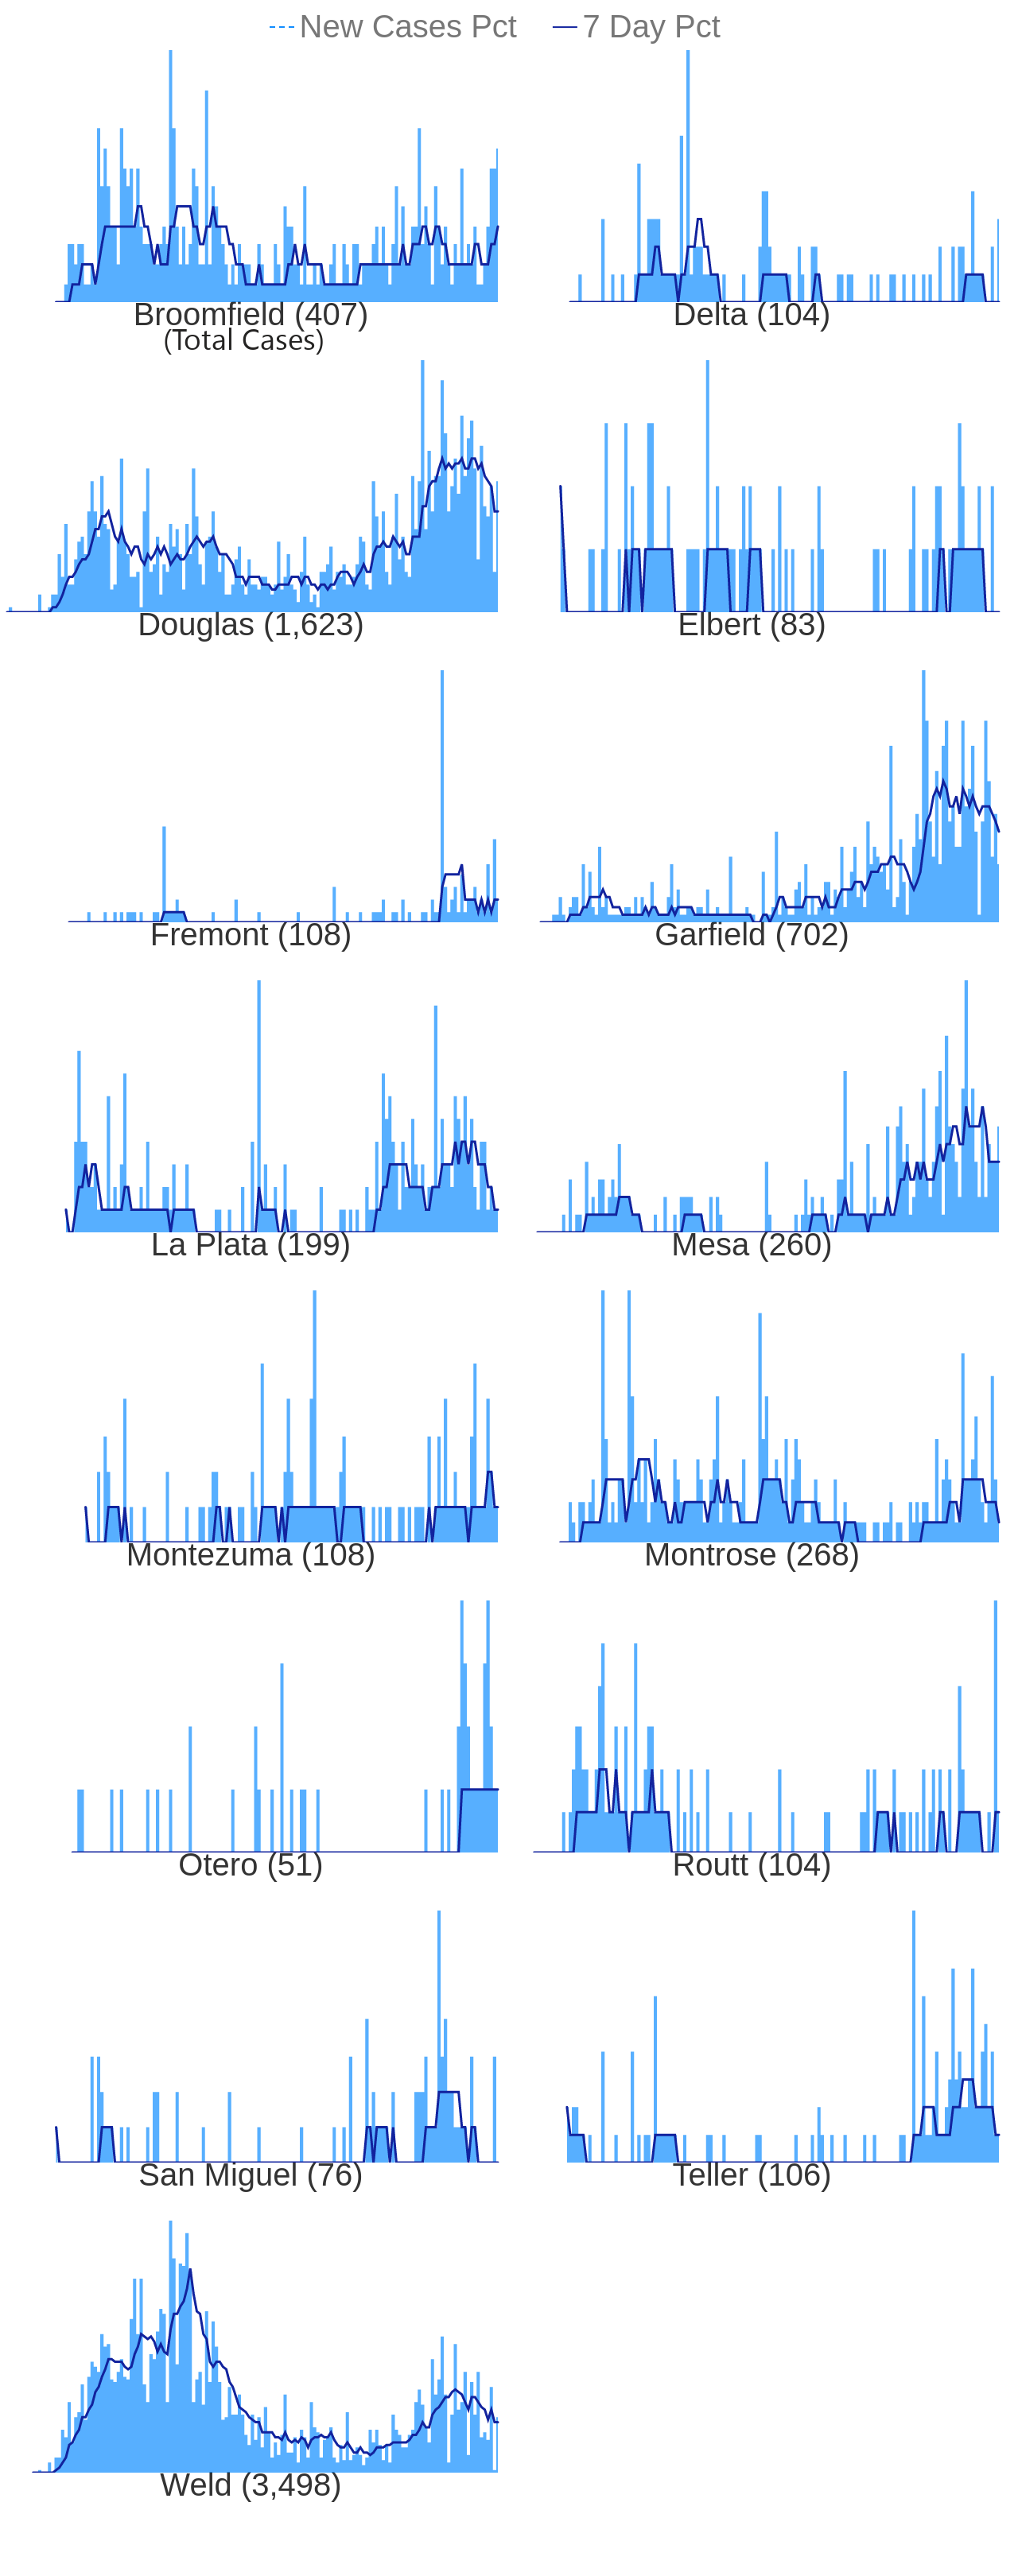 New Cases Pct 7 Day Pct
Broomfield (407) Delta (104)
(Total Cases)
Douglas (1,623) Elbert (83)
Fremont (108) Garfield (702)
La Plata (199) Mesa (260)
Montezuma (108) Montrose (268)
Otero (51) Routt (104)
San Miguel (76) Teller (106)
Weld (3,498)